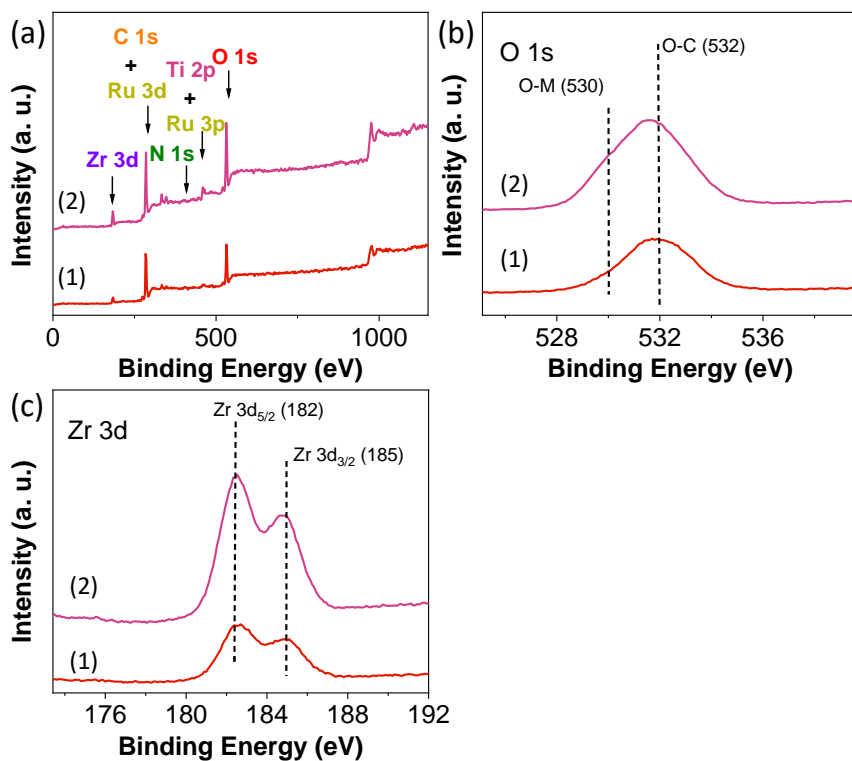 (a)
C 1s
+
Ru 3d
Ti 2p
+
Ru 3p
O 1s
N 1s
Zr 3d
(2)
(1)
Intensity (a. u.)
0 500 1000
Binding Energy (eV)
(b)
O 1s
O-C (532)
O-M (530)
(2)
(1)
Intensity (a. u.)
528 532 536
Binding Energy (eV)
(c)
Zr 3d
Zr 3d5/2 (182)
Zr 3d3/2 (185)
(2)
(1)
Intensity (a. u.)
176 180 184 188 192
Binding Energy (eV)